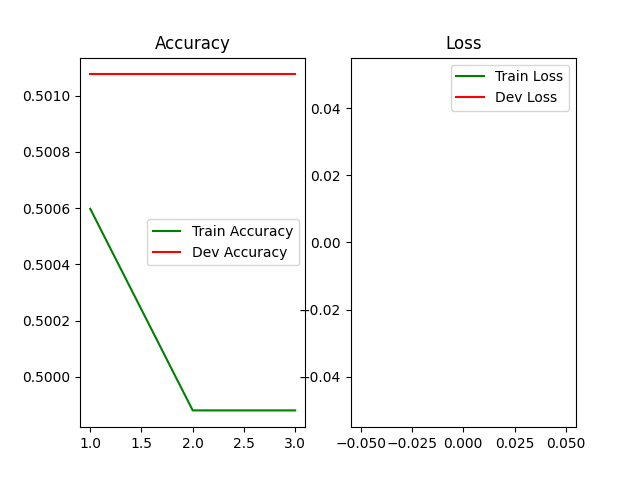 Accuracy
0.5010
0.5008
0.5006
0.5004
0.5002
0.5000
1.0 1.5 2.0 2.5 3.0
Train Accuracy
Dev Accuracy
Loss
0.04
0.02
0.00
−0.02
−0.04
−0.050 −0.025 0.000 0.025 0.050
Train Loss
Dev Loss